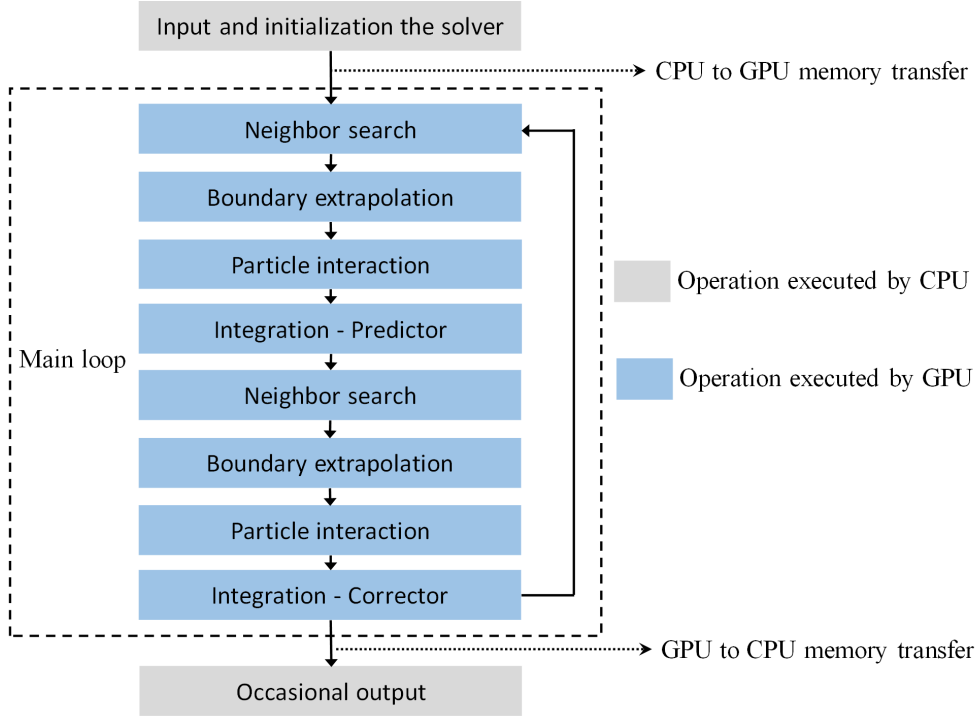 Input and initialization the solver
CPU to GPU memory transfer
Neighbor search
Boundary extrapolation
Particle interaction
Operation executed by CPU
Integration - Predictor
Main loop
Operation executed by GPU
Neighbor search
Boundary extrapolation
Particle interaction
Integration - Corrector
GPU to CPU memory transfer
Occasional output